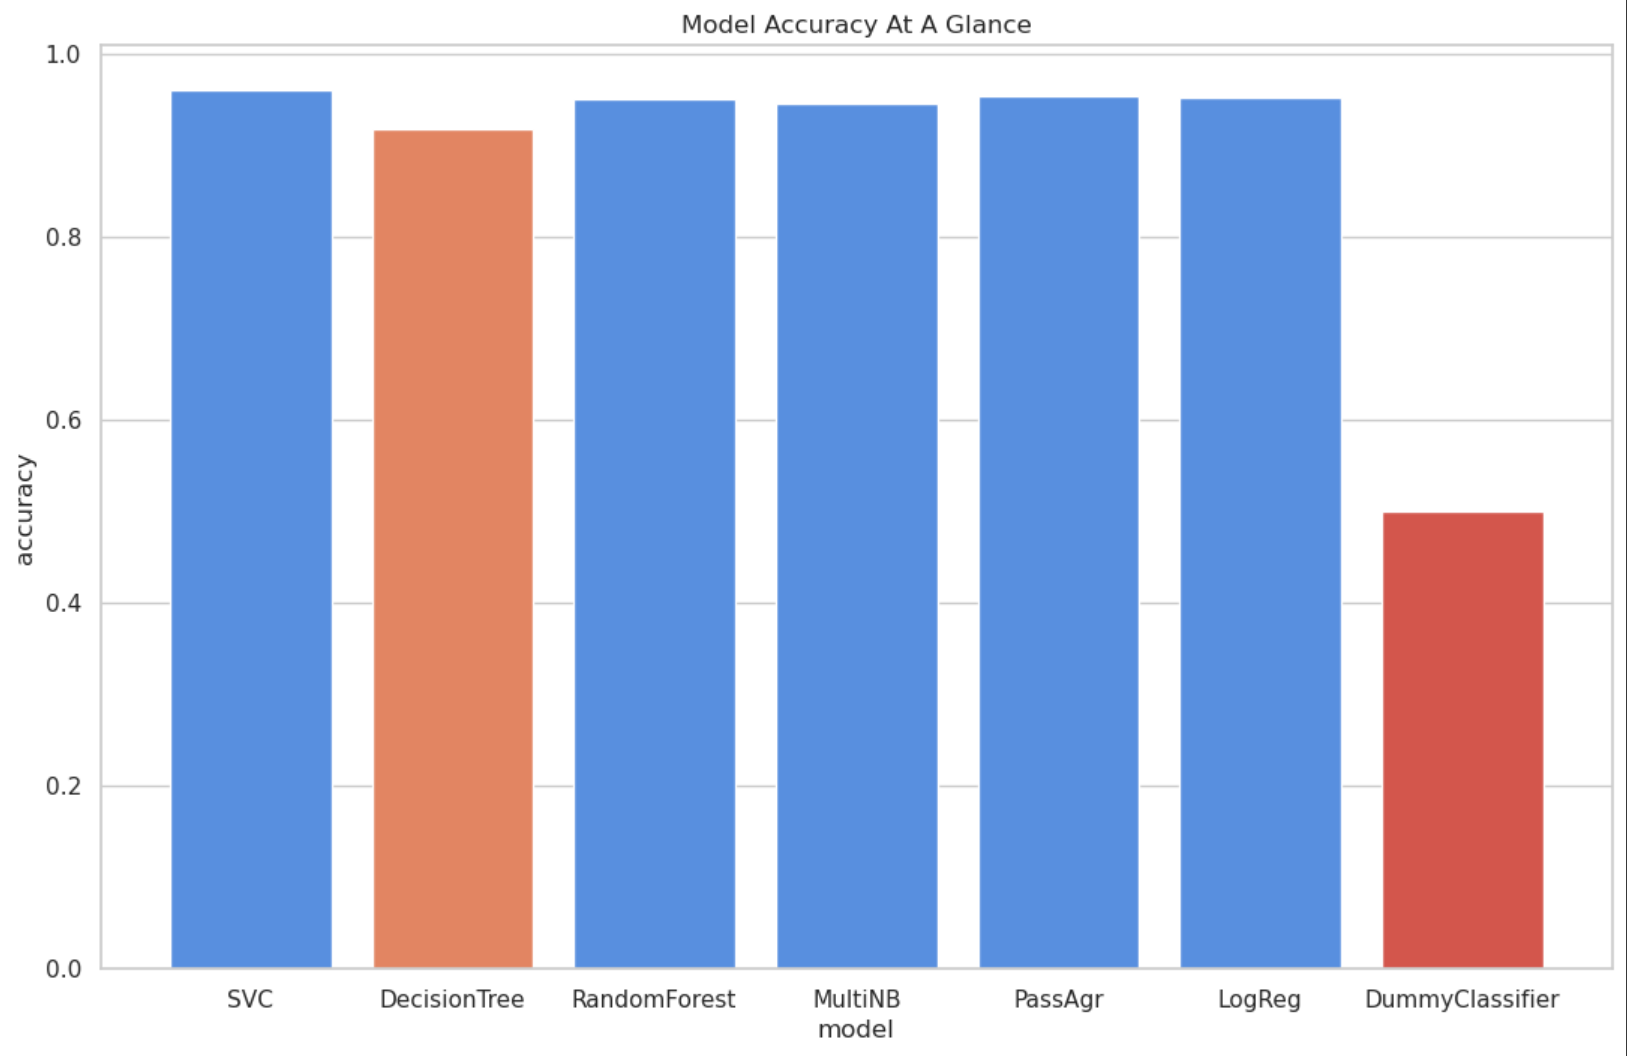 Model Accuracy At A Glance
1.0
0.8
0.6
0.4
0.2
0.0
accuracy
SVC DecisionTree RandomForest MultiNB PassAgr LogReg DummyClassifier
model